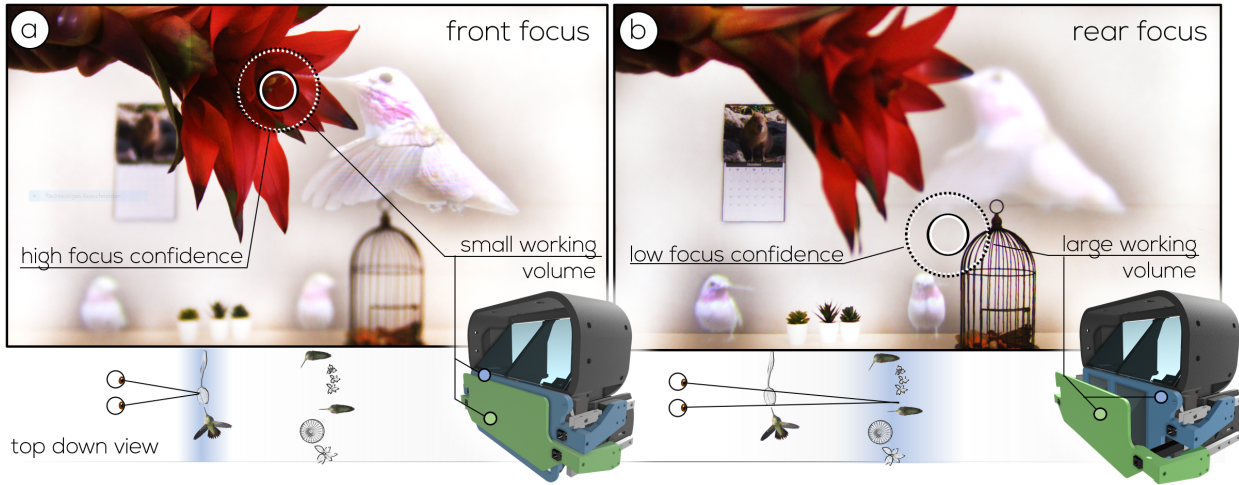 a
front focus
high focus confidence
small working
volume
top down view
b
rear focus
low focus confidence
large working
volume